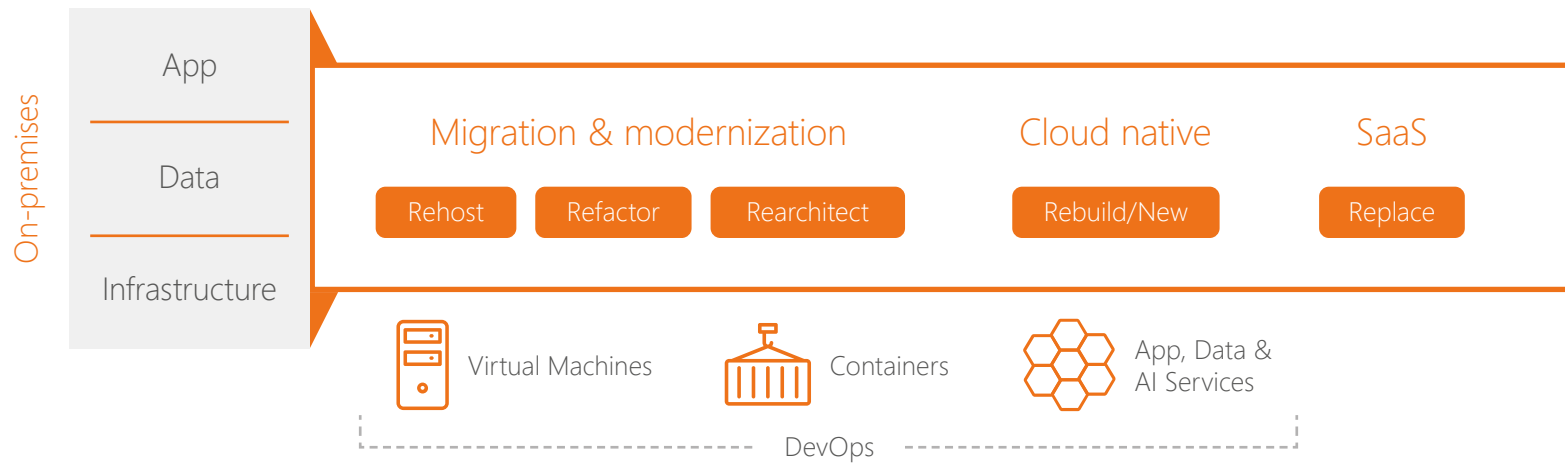 On-premises
App
Data
Infrastructure
Migration & modernization
Rehost
Refactor
Rearchitect
Cloud native
Rebuild/New
SaaS
Replace
Virtual Machines
Containers
App, Data &
AI Services
DevOps